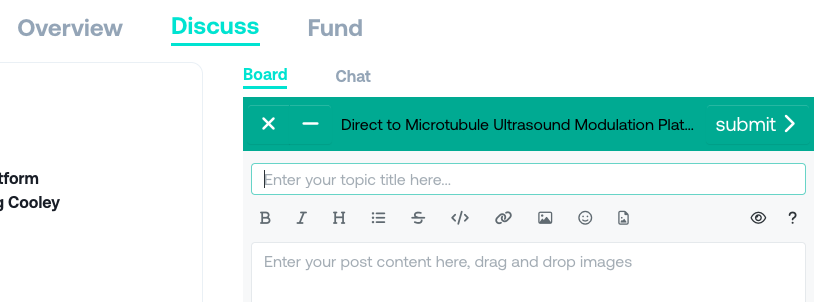 Overview Discuss Fund
Board Chat
Direct to Microtubule Ultrasound Modulation Plat... submit
Enter your topic title here...
tform
g Cooley
B I H S </> ?
Enter your post content here, drag and drop images